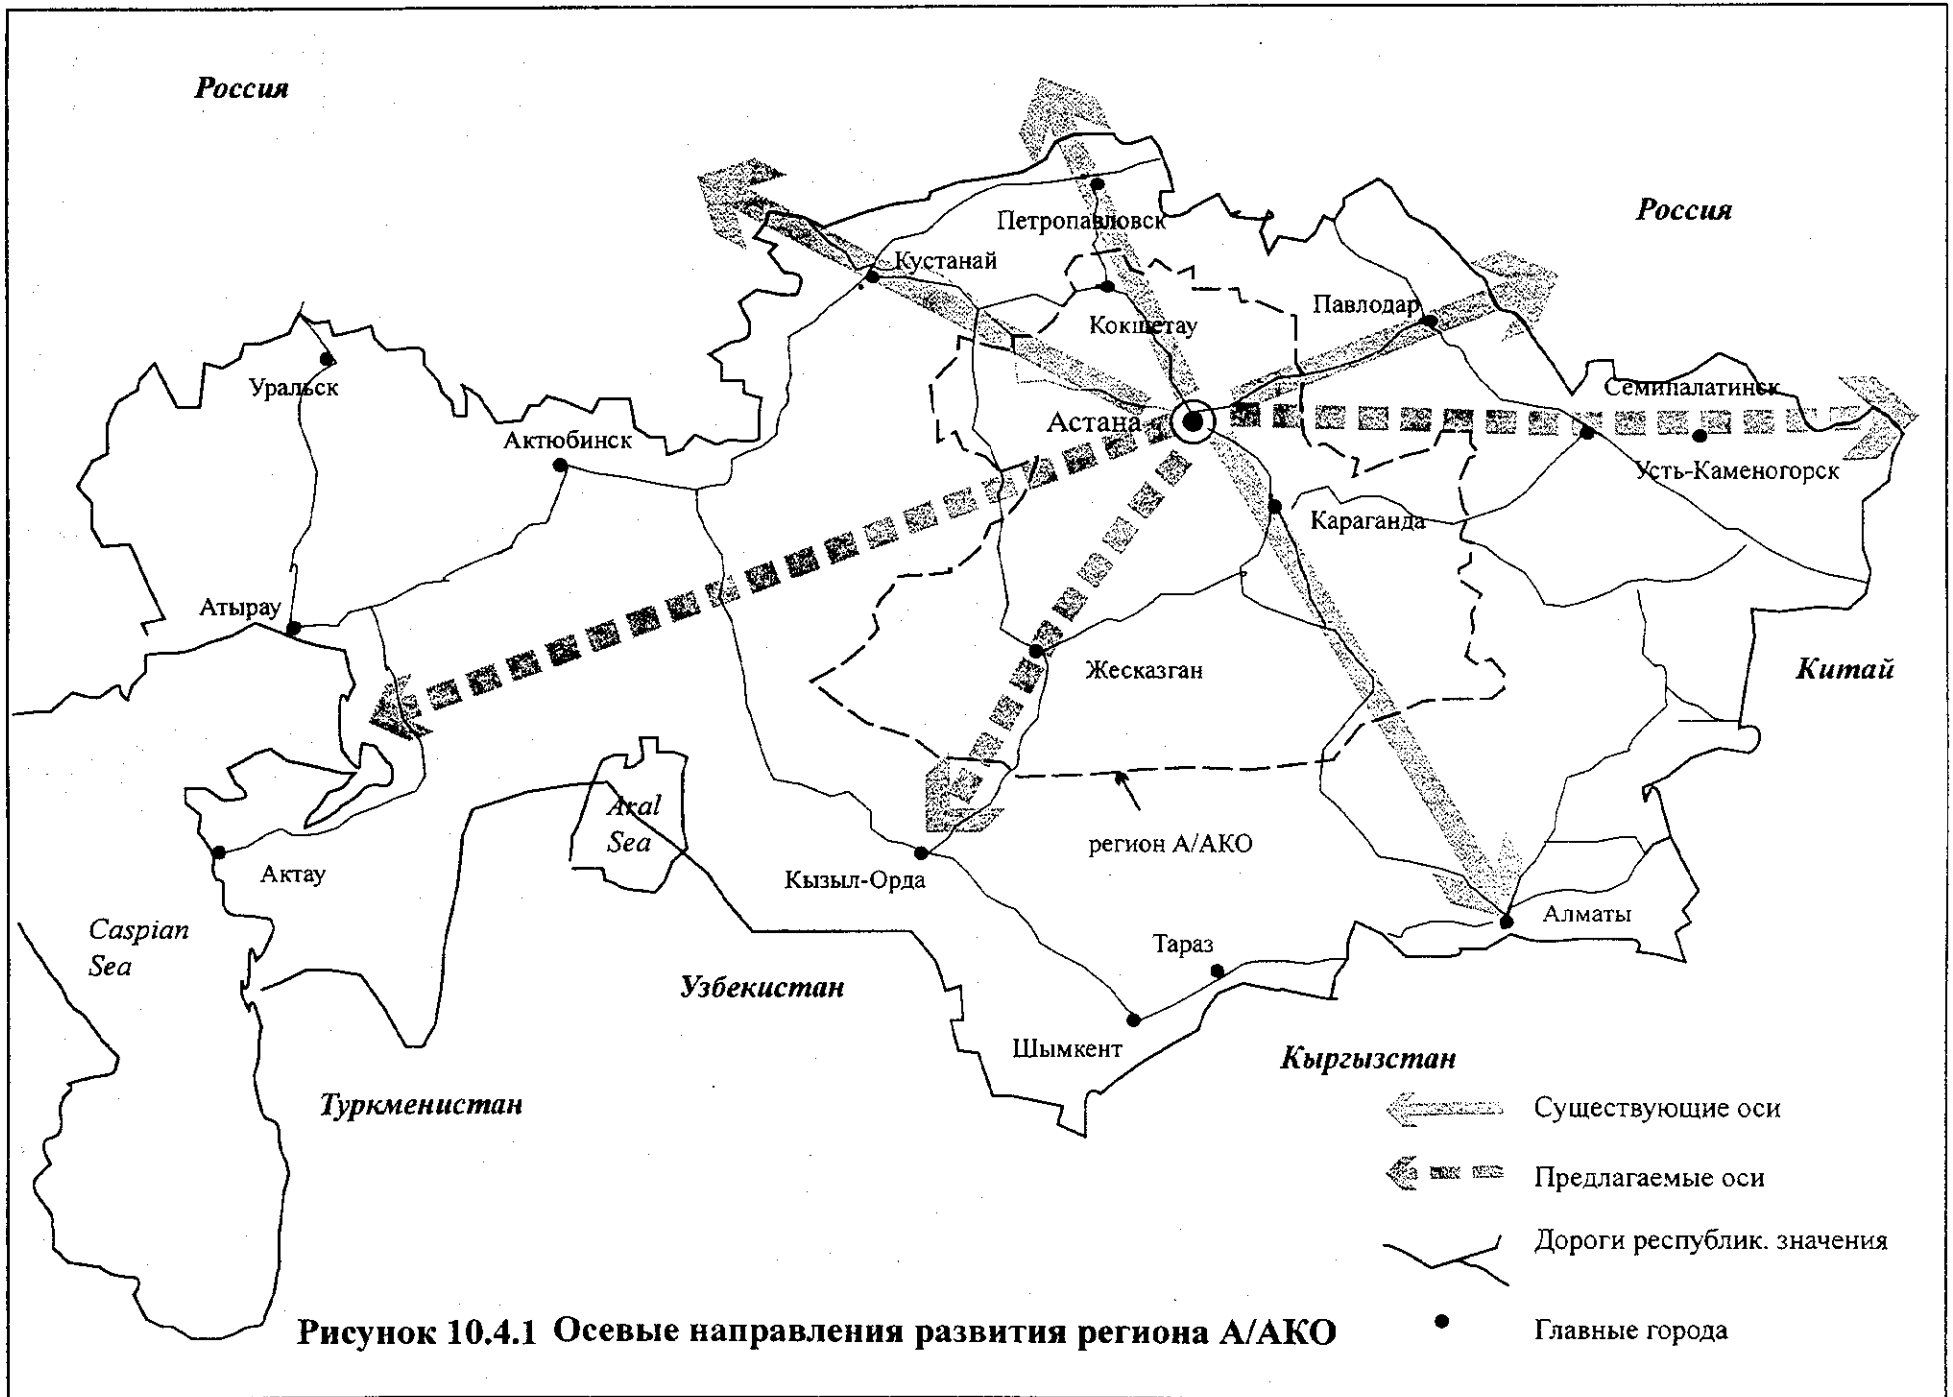 Россия
Россия
Петропавловск
Кустанай
Павлодар
Кокшетау
Уральск
Семипалатинск
Астана
Актюбинск
Усть-Каменогорск
Караганда
Атырау
Жесказган
Китай
Aral
Sea
регион А/АКО
Актау
Кызыл-Орда
Алматы
Caspian
Sea
Тараз
Узбекистан
Шымкент
Кыргызстан
Туркменистан
Существующие оси
Предлагаемые оси
Дороги республик. значения
Главные города
Рисунок 10.4.1 Осевые направления развития региона А/АКО